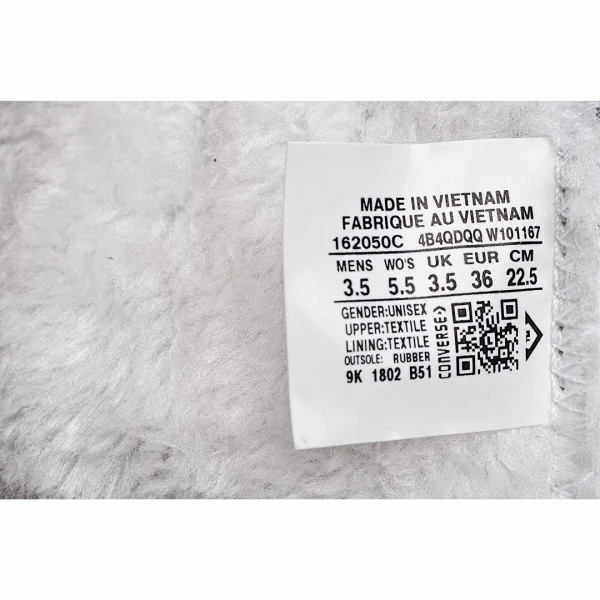 MADE IN VIETNAM
FABRIQUE AU VIETNAM
162050C 4B4QDQQ W101167
MENS WO'S UK EUR CM
3.5 5.5 3.5 36 22.5
GENDER:UNISEX
UPPER:TEXTILE
LINING:TEXTILE
OUTSOLE: RUBBER
9K 1802 B51
CONVERSE>